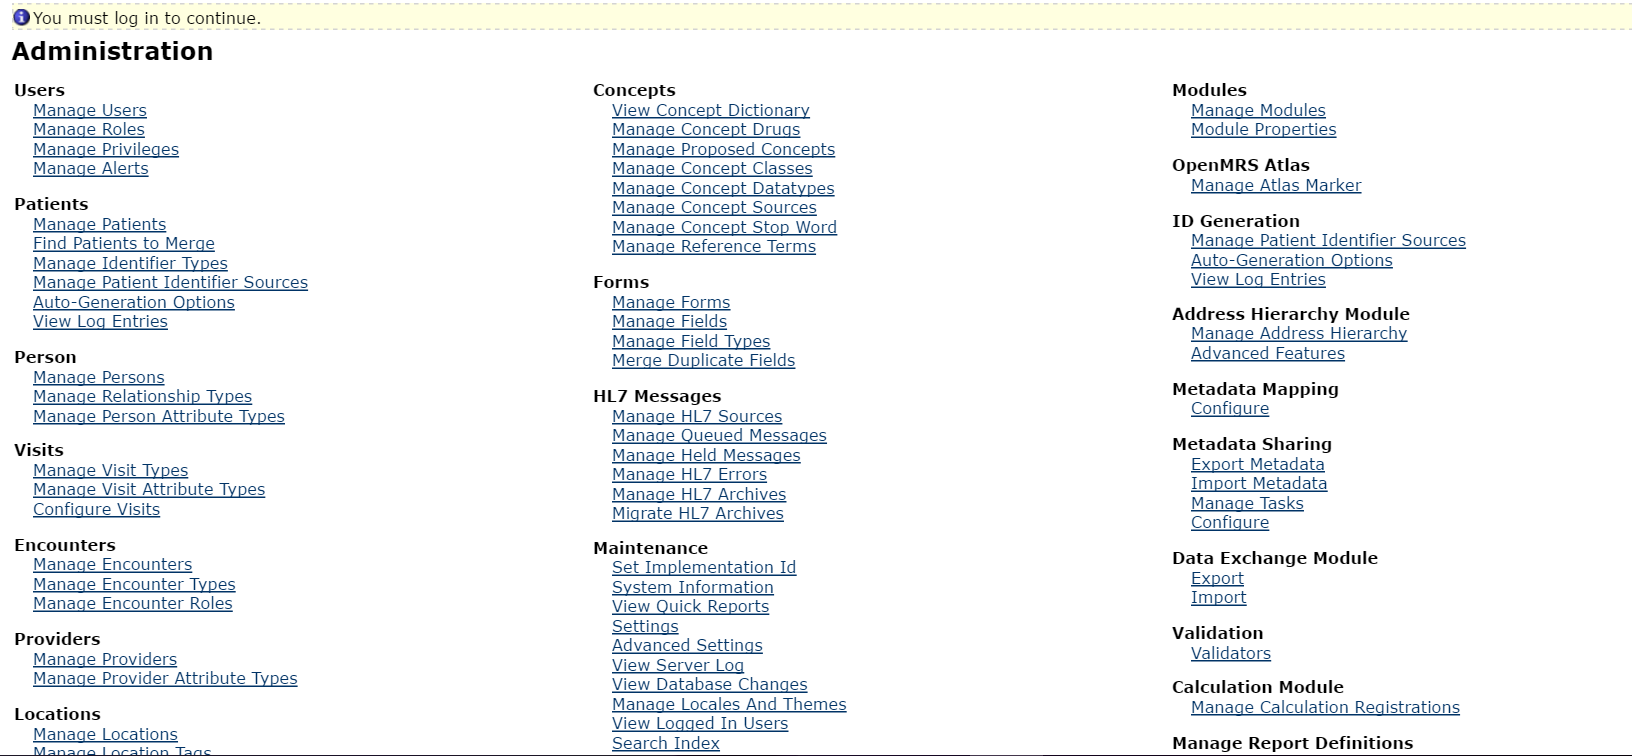 You must log in to continue.
Administration
Users
Manage Users
Manage Roles
Manage Privileges
Manage Alerts
Patients
Manage Patients
Find Patients to Merge
Manage Identifier Types
Manage Patient Identifier Sources
Auto-Generation Options
View Log Entries
Person
Manage Persons
Manage Relationship Types
Manage Person Attribute Types
Visits
Manage Visit Types
Manage Visit Attribute Types
Configure Visits
Encounters
Manage Encounters
Manage Encounter Types
Manage Encounter Roles
Providers
Manage Providers
Manage Provider Attribute Types
Locations
Manage Locations
Manage Location Tags
Concepts
View Concept Dictionary
Manage Concept Drugs
Manage Proposed Concepts
Manage Concept Classes
Manage Concept Datatypes
Manage Concept Sources
Manage Concept Stop Word
Manage Reference Terms
Forms
Manage Forms
Manage Fields
Manage Field Types
Merge Duplicate Fields
HL7 Messages
Manage HL7 Sources
Manage Queued Messages
Manage Held Messages
Manage HL7 Errors
Manage HL7 Archives
Migrate HL7 Archives
Maintenance
Set Implementation Id
System Information
View Quick Reports
Settings
Advanced Settings
View Server Log
View Database Changes
Manage Locales And Themes
View Logged In Users
Search Index
Modules
Manage Modules
Module Properties
OpenMRS Atlas
Manage Atlas Marker
ID Generation
Manage Patient Identifier Sources
Auto-Generation Options
View Log Entries
Address Hierarchy Module
Manage Address Hierarchy
Advanced Features
Metadata Mapping
Configure
Metadata Sharing
Export Metadata
Import Metadata
Manage Tasks
Configure
Data Exchange Module
Export
Import
Validation
Validators
Calculation Module
Manage Calculation Registrations
Manage Report Definitions